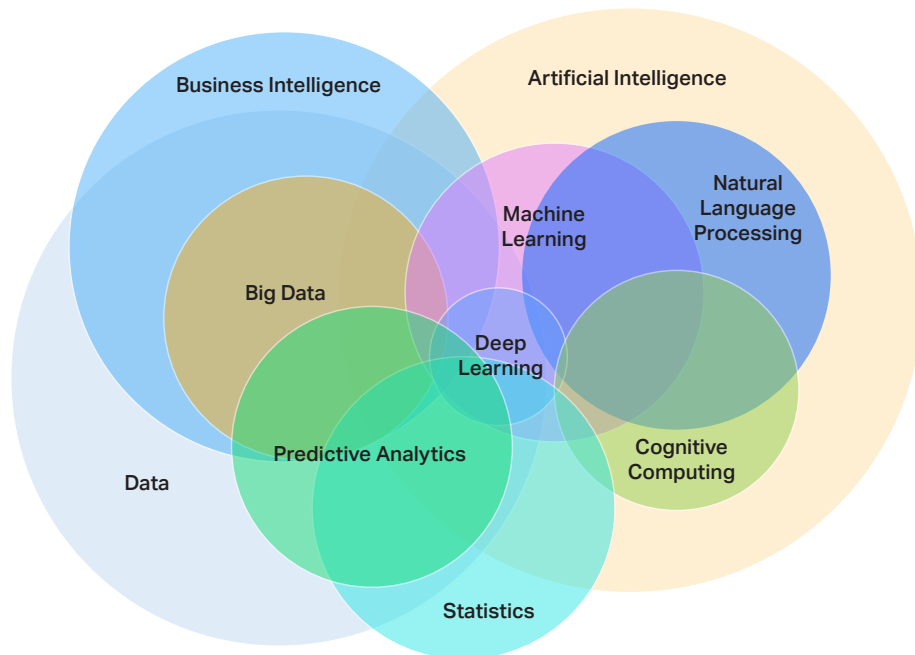 Artificial Intelligence
Business Intelligence
Natural
Language
Processing
Machine
Learning
Big Data
Deep
Learning
Cognitive
Computing
Predictive Analytics
Data
Statistics